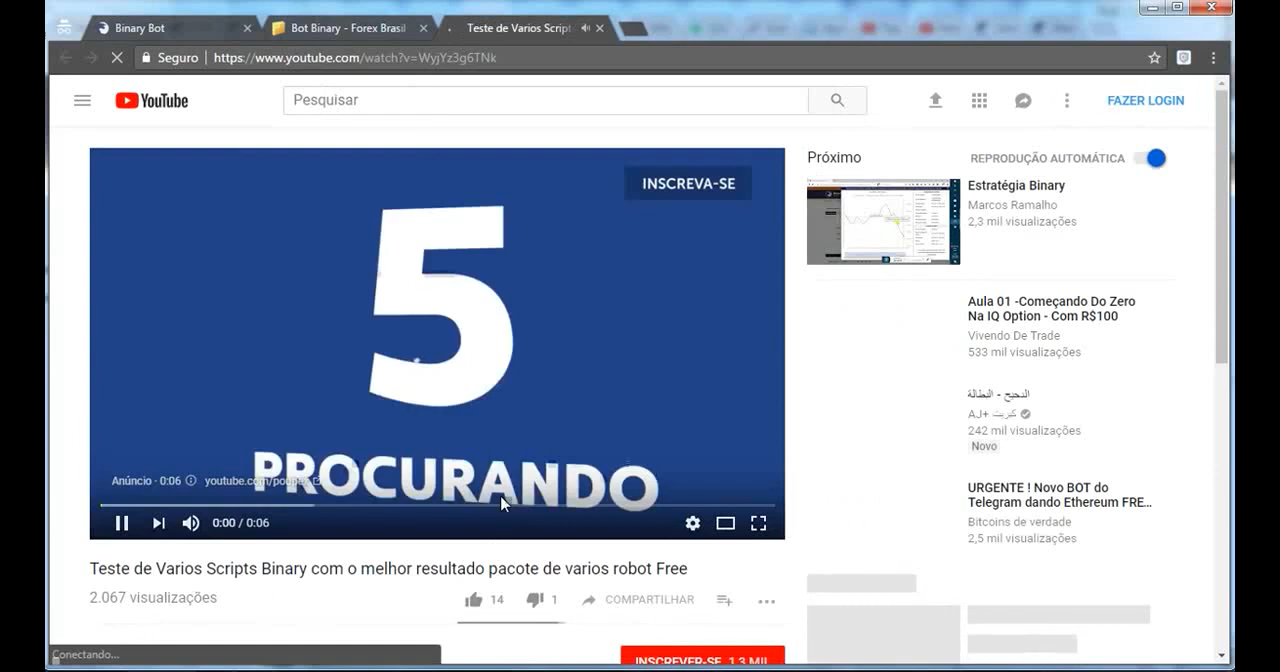 Binary Bot
Bot Binary - Forex Brasil
Teste de Varios Script
Seguro
https://www.youtube.com/watch?v=WyjYz3g6TNk
YouTube
Pesquisar
FAZER LOGIN
INSCREVA-SE
5
PROCURANDO
Anúncio · 0:06
0:00 / 0:06
Teste de Varios Scripts Binary com o melhor resultado pacote de varios robot Free
2.067 visualizações
14
1
COMPARTILHAR
INSCREVER-SE 1,3 MIL
Próximo
REPRODUÇÃO AUTOMÁTICA
Estratégia Binary
Marcos Ramalho
2,3 mil visualizações
Aula 01 -Começando Do Zero
Na IQ Option - Com R$100
Vivendo De Trade
533 mil visualizações
الدحيح - البطالة
AJ+ كبريت
242 mil visualizações
Novo
URGENTE ! Novo BOT do
Telegram dando Ethereum FRE...
Bitcoins de verdade
2,5 mil visualizações
Conectando...